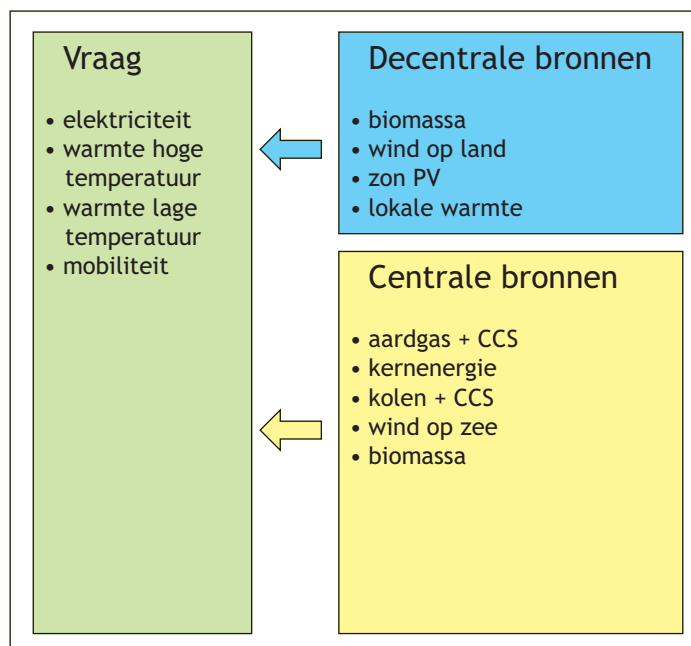 Vraag
• elektriciteit
• warmte hoge
temperatuur
• warmte lage
temperatuur
• mobiliteit
Decentrale bronnen
• biomassa
• wind op land
• zon PV
• lokale warmte
Centrale bronnen
• aardgas + CCS
• kernenergie
• kolen + CCS
• wind op zee
• biomassa